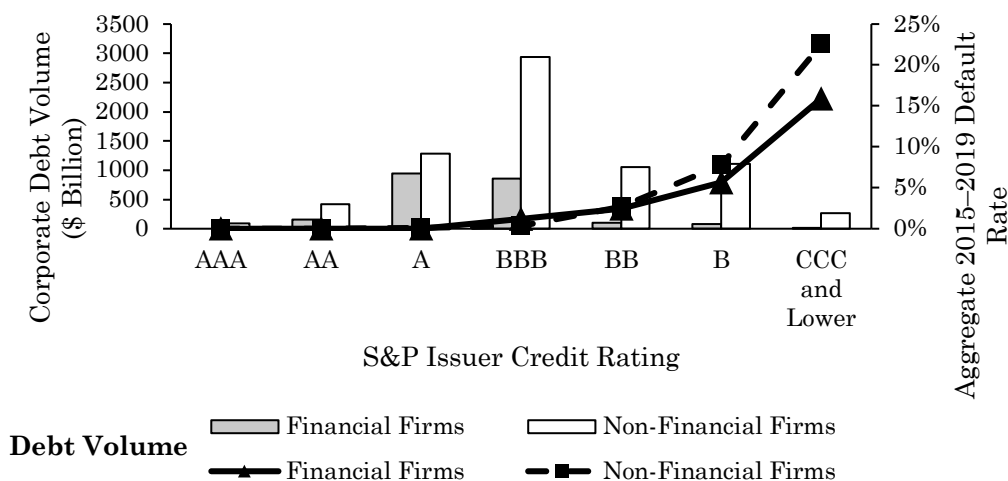 Corporate Debt Volume
($ Billion)
3500
3000
2500
2000
1500
1000
500
0
25%
20%
15%
10%
5%
0%
Aggregate 2015–2019 Default
Rate
AAA
AA
A
BBB
BB
B
CCC
and
Lower
S&P Issuer Credit Rating
Debt Volume
Financial Firms
Non-Financial Firms
Financial Firms
Non-Financial Firms